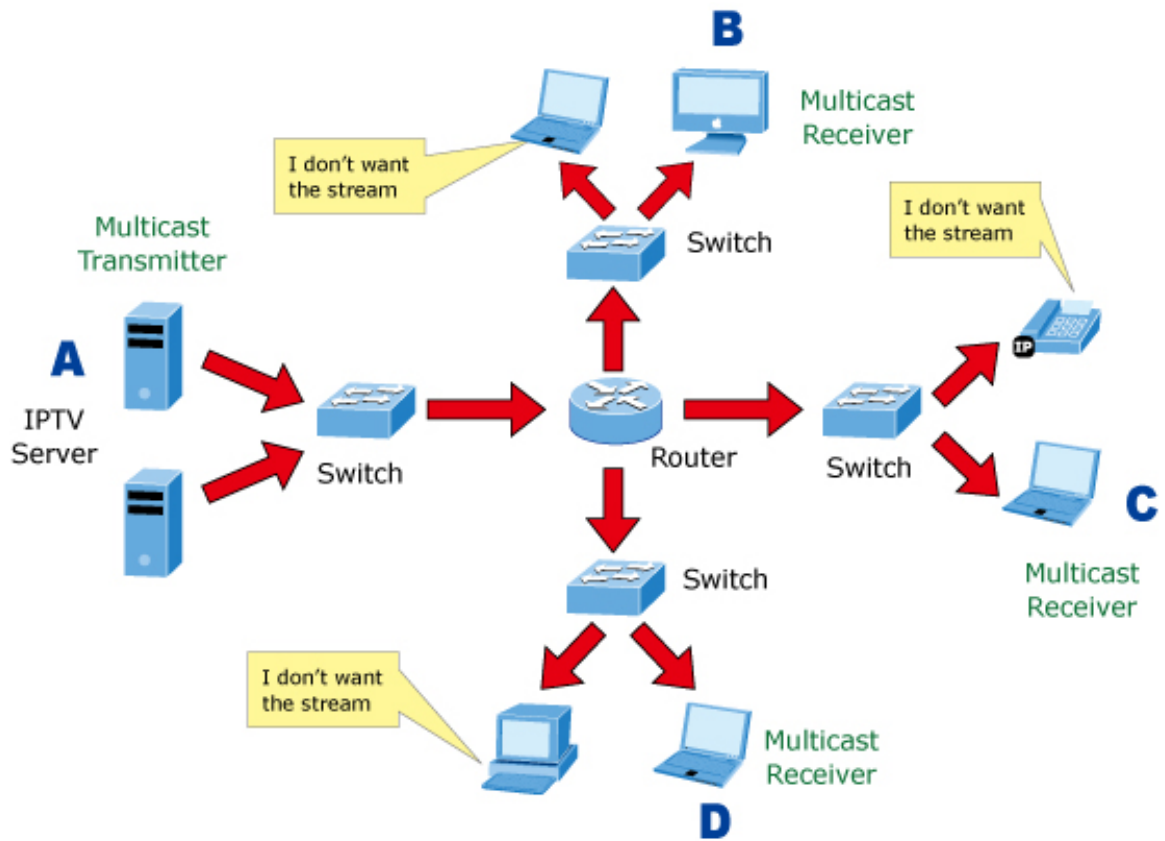 B
Multicast
Receiver
I don't want
the stream
Switch
I don't want
the stream
Multicast
Transmitter
A
IPTV
Server
Switch
IP
Router
Switch
C
Multicast
Receiver
Switch
I don't want
the stream
Multicast
Receiver
D